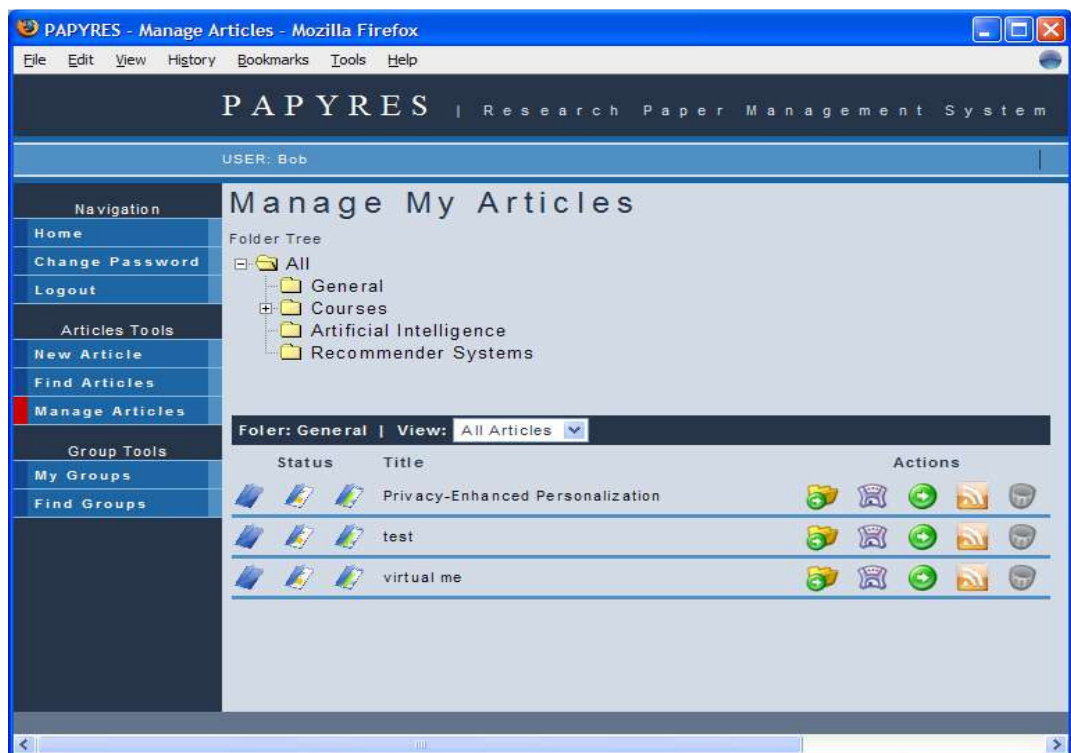 PAPYRES - Manage Articles - Mozilla Firefox
File Edit View History Bookmarks Tools Help
PAPYRES | Research Paper Management System
USER: Bob
Navigation
Home
Change Password
Logout
Articles Tools
New Article
Find Articles
Manage Articles
Group Tools
My Groups
Find Groups
Manage My Articles
Folder Tree
All
General
Courses
Artificial Intelligence
Recommender Systems
Foler: General | View: All Articles
Status Title Actions
Privacy-Enhanced Personalization
test
virtual me